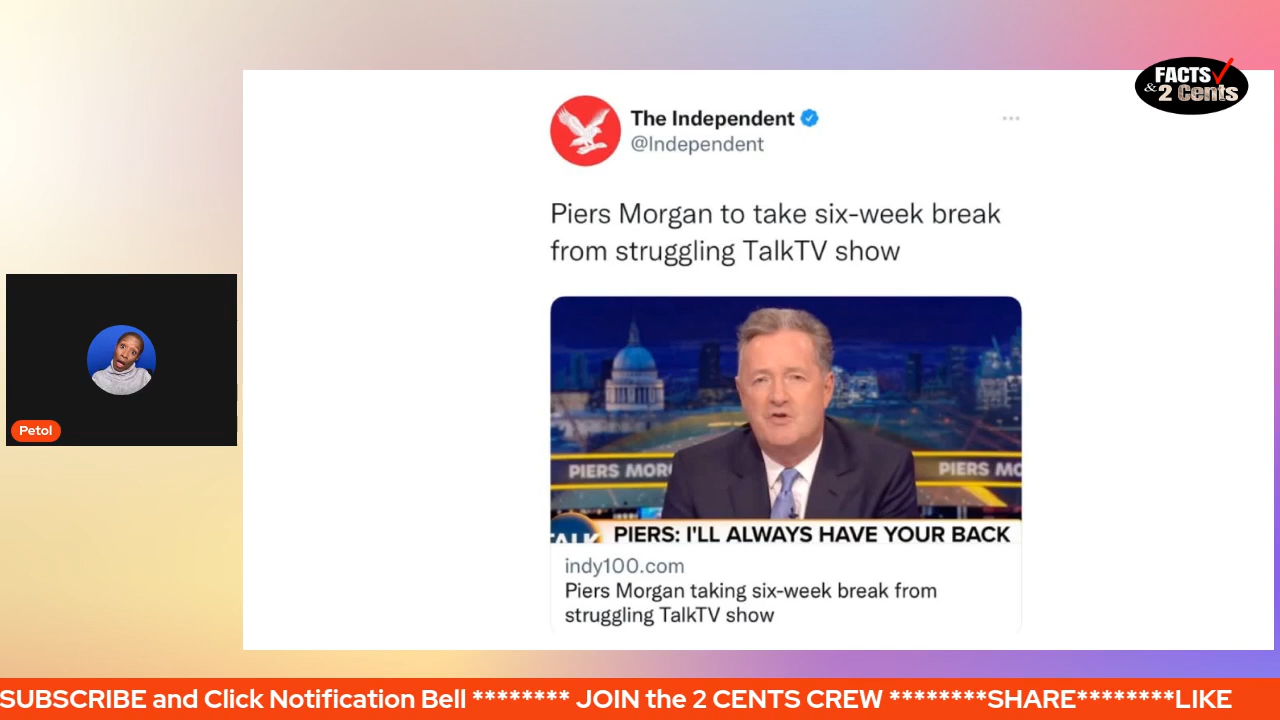 FACTS
& 2 Cents
The Independent
@Independent
Piers Morgan to take six-week break
from struggling TalkTV show
PIERS MOR
PIERS MO
TALK
PIERS: I'LL ALWAYS HAVE YOUR BACK
indy100.com
Piers Morgan taking six-week break from
struggling TalkTV show
Petol
SUBSCRIBE and Click Notification Bell ******** JOIN the 2 CENTS CREW ********SHARE********LIKE